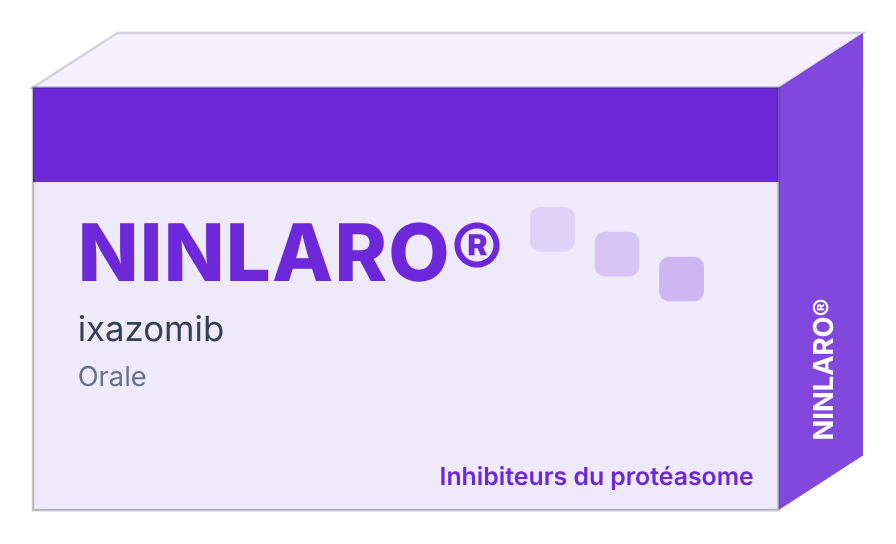 NINLARO®
ixazomib
Orale
Inhibiteurs du protéasome
NINLARO®